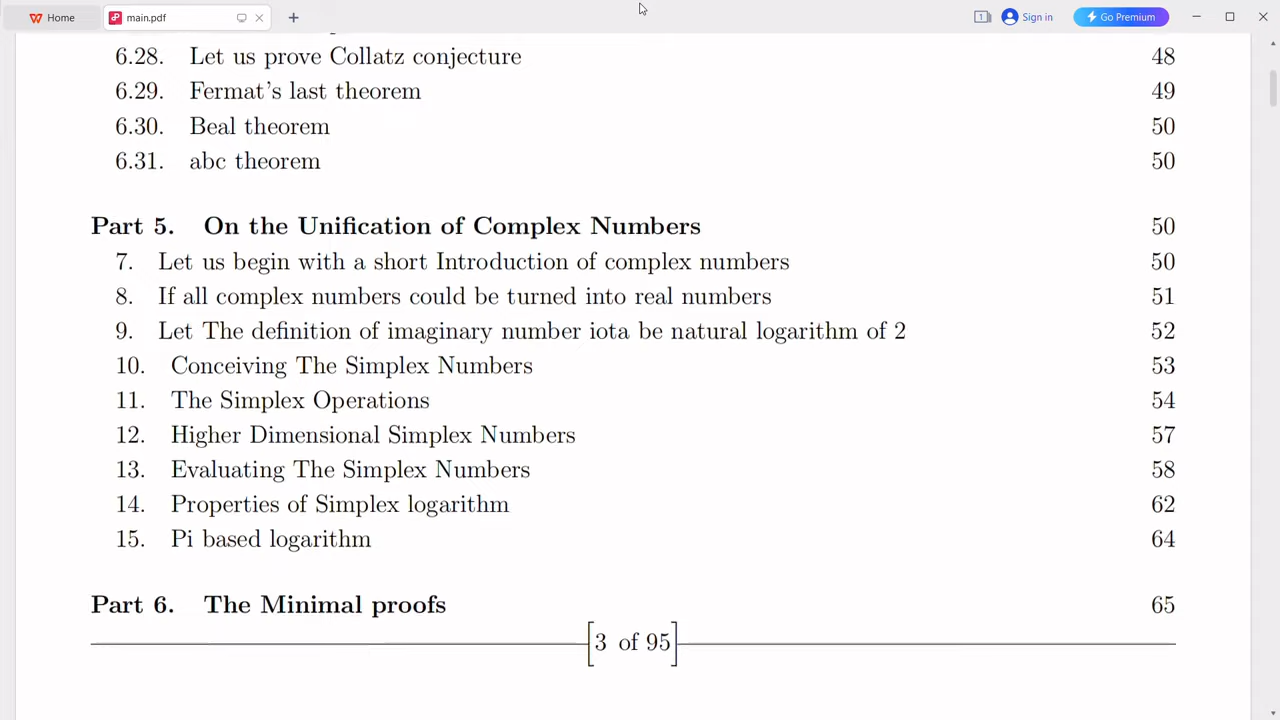 Home main.pdf Sign in Go Premium
6.28. Let us prove Collatz conjecture 48
6.29. Fermat's last theorem 49
6.30. Beal theorem 50
6.31. abc theorem 50
Part 5. On the Unification of Complex Numbers 50
7. Let us begin with a short Introduction of complex numbers 50
8. If all complex numbers could be turned into real numbers 51
9. Let The definition of imaginary number iota be natural logarithm of 2 52
10. Conceiving The Simplex Numbers 53
11. The Simplex Operations 54
12. Higher Dimensional Simplex Numbers 57
13. Evaluating The Simplex Numbers 58
14. Properties of Simplex logarithm 62
15. Pi based logarithm 64
Part 6. The Minimal proofs 65
[3 of 95]